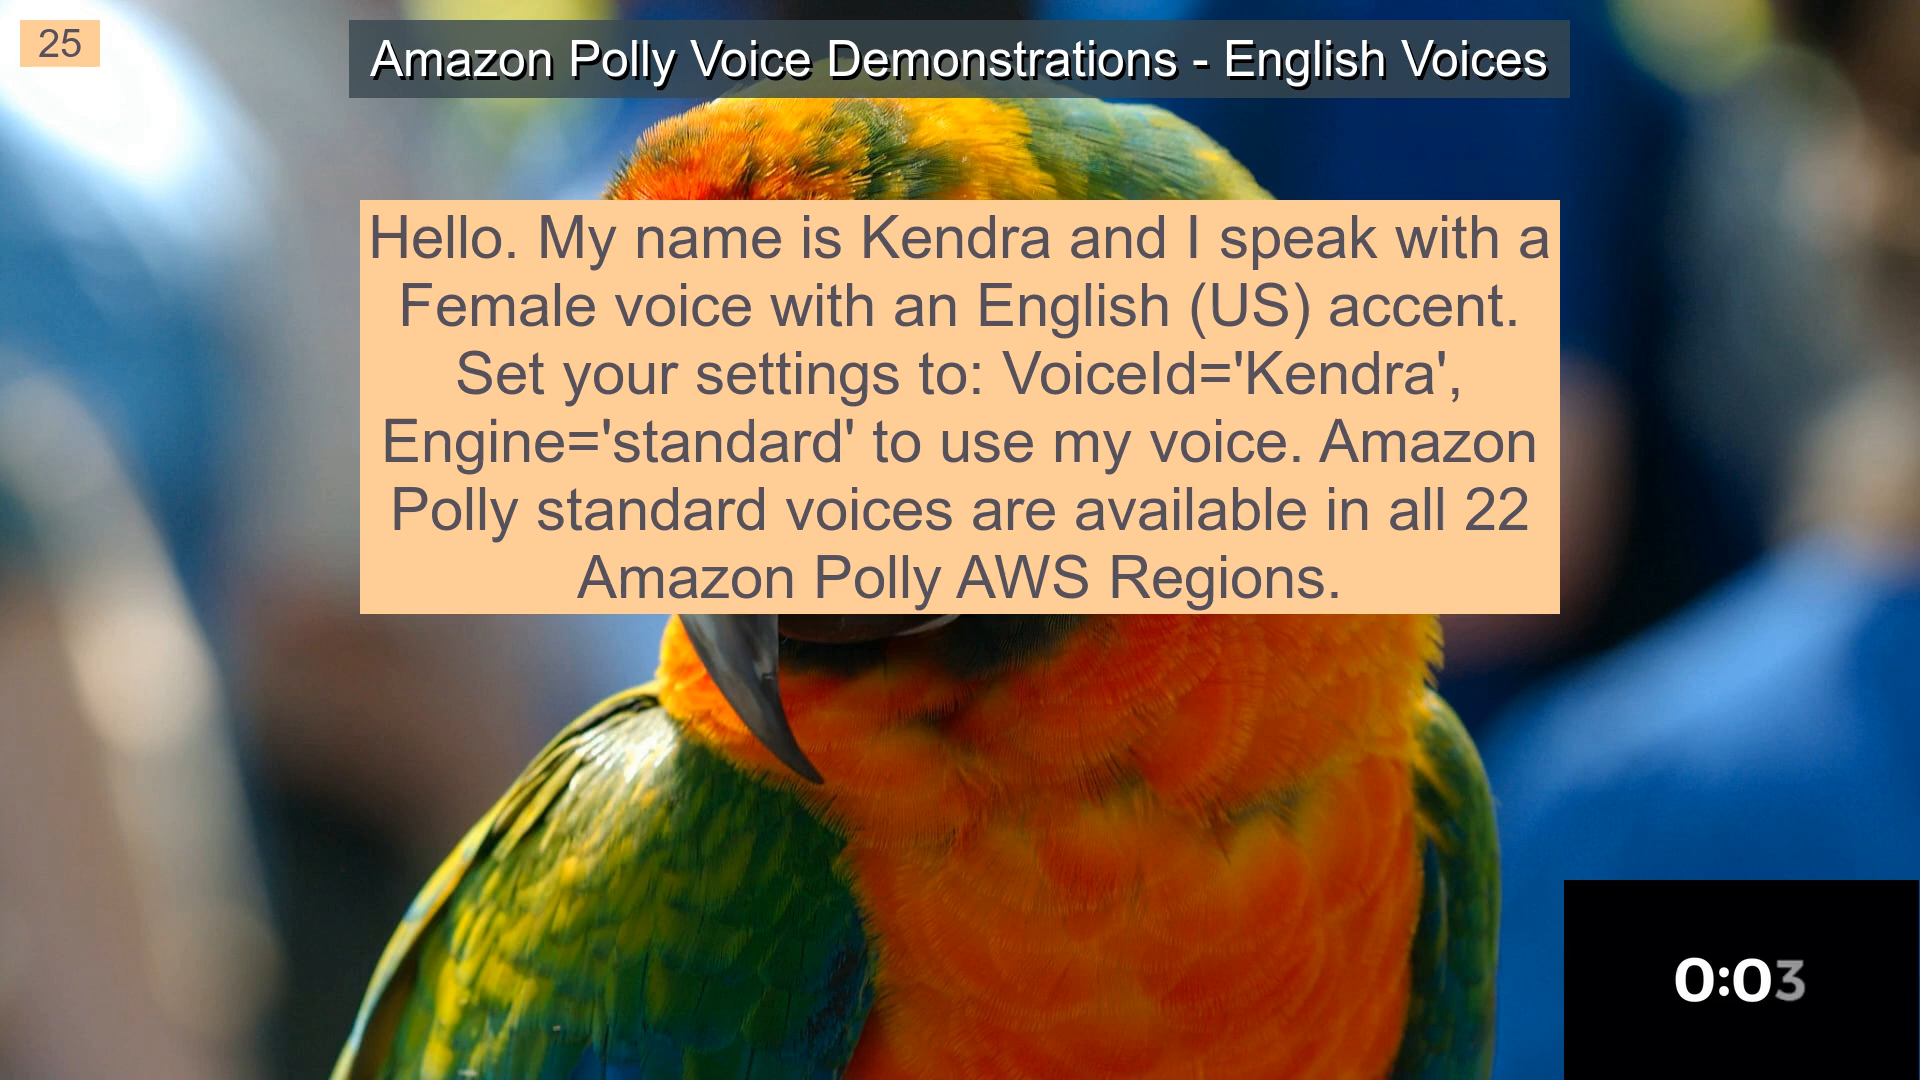 25
Amazon Polly Voice Demonstrations - English Voices
Hello. My name is Kendra and I speak with a
Female voice with an English (US) accent.
Set your settings to: VoiceId='Kendra',
Engine='standard' to use my voice. Amazon
Polly standard voices are available in all 22
Amazon Polly AWS Regions.
0:03